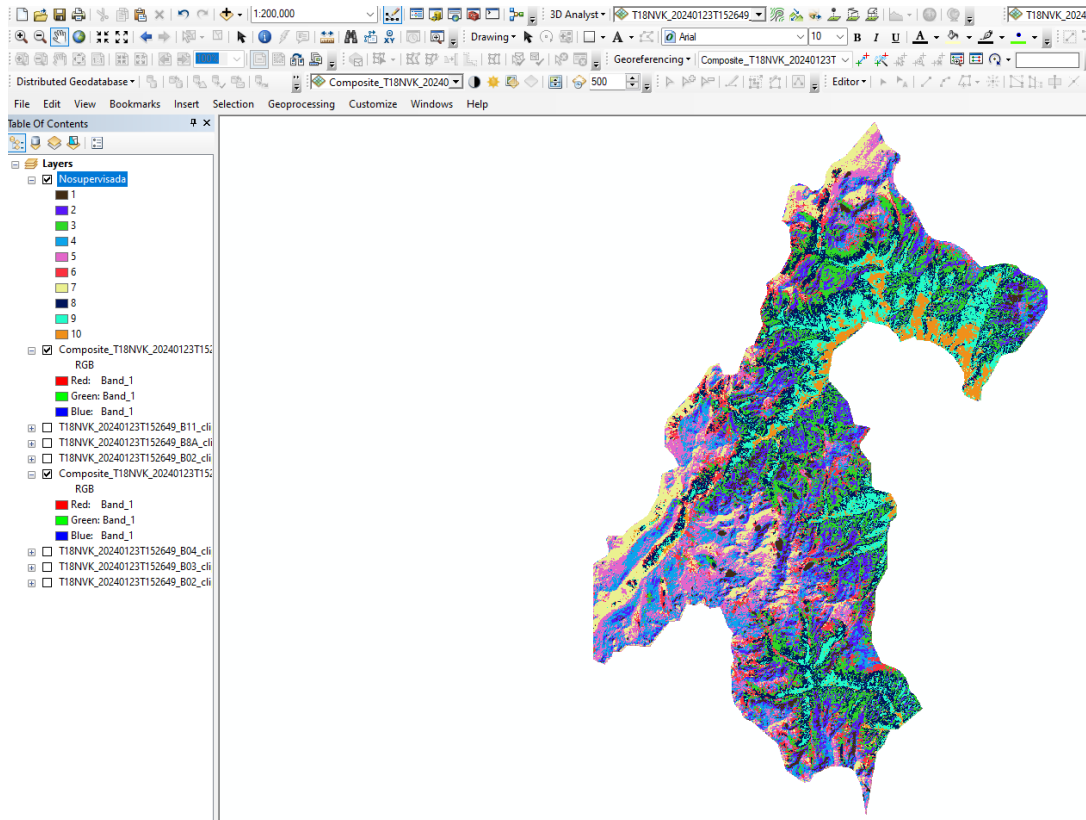 1:200,000
3D Analyst
T18NVK_20240123T152649_
T18NVK_202
Drawing
A
Arial
10
B I U A
Georeferencing
Composite_T18NVK_20240123T
Distributed Geodatabase
Composite_T18NVK_20240
500
Editor
File Edit View Bookmarks Insert Selection Geoprocessing Customize Windows Help
Table Of Contents
Layers
Nosupervisada
1
2
3
4
5
6
7
8
9
10
Composite_T18NVK_20240123T152
RGB
Red: Band_1
Green: Band_1
Blue: Band_1
T18NVK_20240123T152649_B11_cli
T18NVK_20240123T152649_B8A_cli
T18NVK_20240123T152649_B02_cli
Composite_T18NVK_20240123T152
RGB
Red: Band_1
Green: Band_1
Blue: Band_1
T18NVK_20240123T152649_B04_cli
T18NVK_20240123T152649_B03_cli
T18NVK_20240123T152649_B02_cli